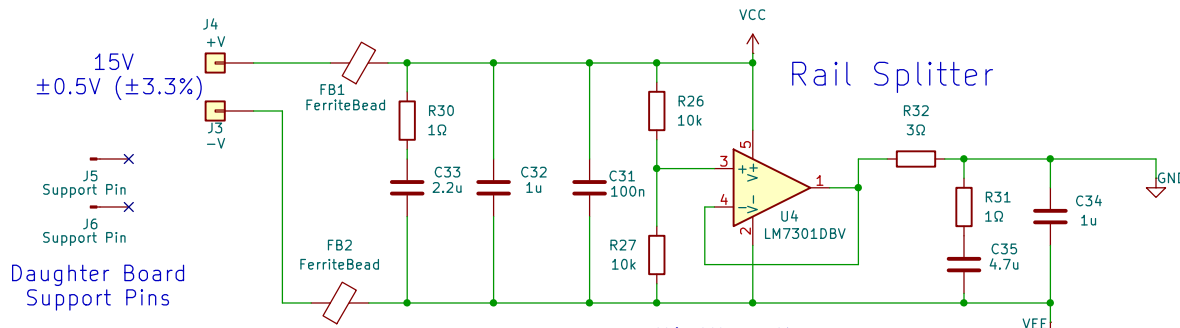 J4
+V
15V
±0.5V (±3.3%)
J3
-V
J5
Support Pin
J6
Support Pin
Daughter Board
Support Pins
FB1
FerriteBead
FB2
FerriteBead
R30
1Ω
C33
2.2u
C32
1u
C31
100n
R26
10k
R27
10k
VCC
3
4
5
2
1
+
-
V+
V-
U4
LM7301DBV
Rail Splitter
R32
3Ω
R31
1Ω
C35
4.7u
C34
1u
GND
VEE